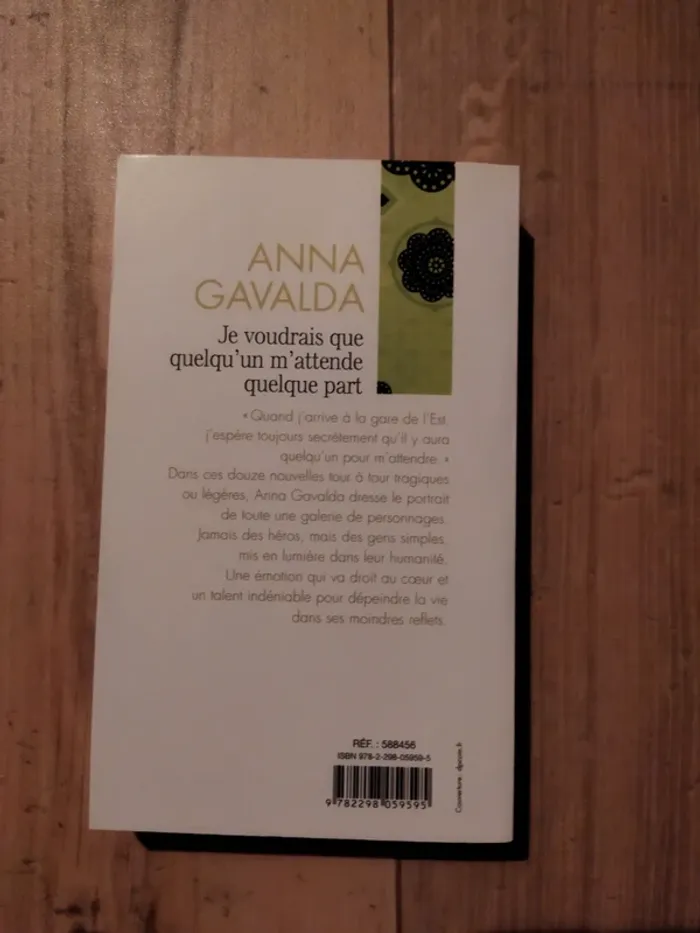 ANNA
GAVALDA
Je voudrais que
quelqu'un m'attende
quelque part
« Quand j'arrive à la gare de l'Est
j'espère toujours secrètement qu'il y aura
quelqu'un pour m'attendre. »
Dans ces douze nouvelles tour à tour tragiques
ou légères, Anna Gavalda dresse le portrait
de toute une galerie de personnages.
Jamais des héros, mais des gens simples
mis en lumière dans leur humanité.
Une émotion qui va droit au cœur et
un talent indéniable pour dépeindre la vie
dans ses moindres reflets.
RÉF. : 588456
ISBN 978-2-298-05959-5
9 782298 059595
Couverture :